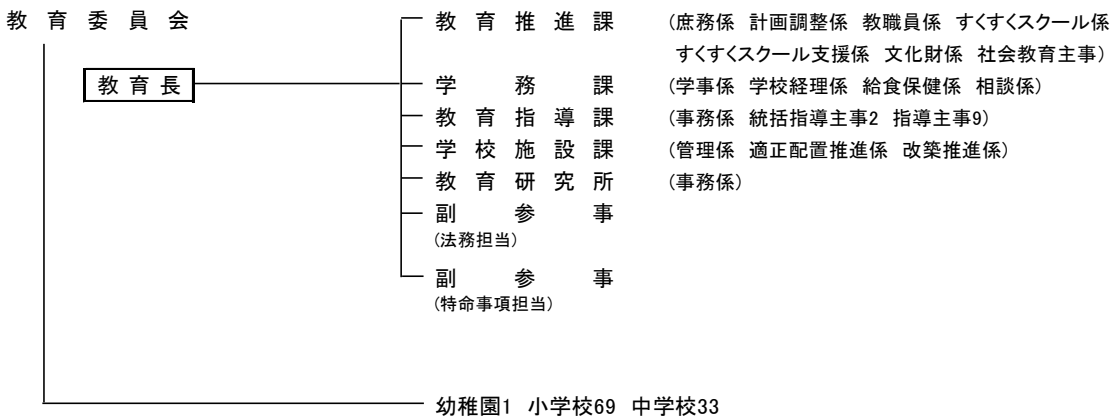 教育委員会
教育推進課 (庶務係 計画調整係 教職員係 すくすくスクール係
すくすくスクール支援係 文化財係 社会教育主事)
教育長
学務課 (学事係 学校経理係 給食保健係 相談係)
教育指導課 (事務係 統括指導主事2 指導主事9)
学校施設課 (管理係 適正配置推進係 改築推進係)
教育研究所 (事務係)
副参事
(法務担当)
副参事
(特命事項担当)
幼稚園1 小学校69 中学校33